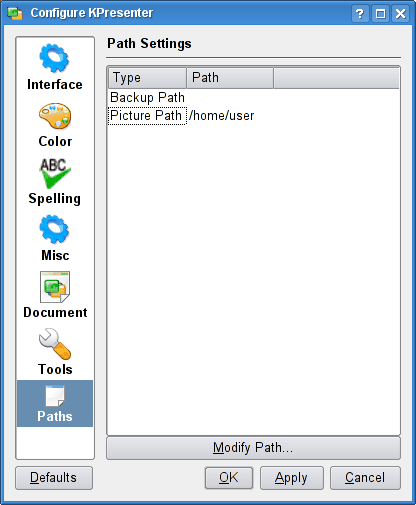 Configure KPresenter
Interface
Color
ABC
Spelling
Misc
Document
Tools
Paths
Path Settings
Type Path
Backup Path
Picture Path /home/user
Modify Path...
Defaults OK Apply Cancel